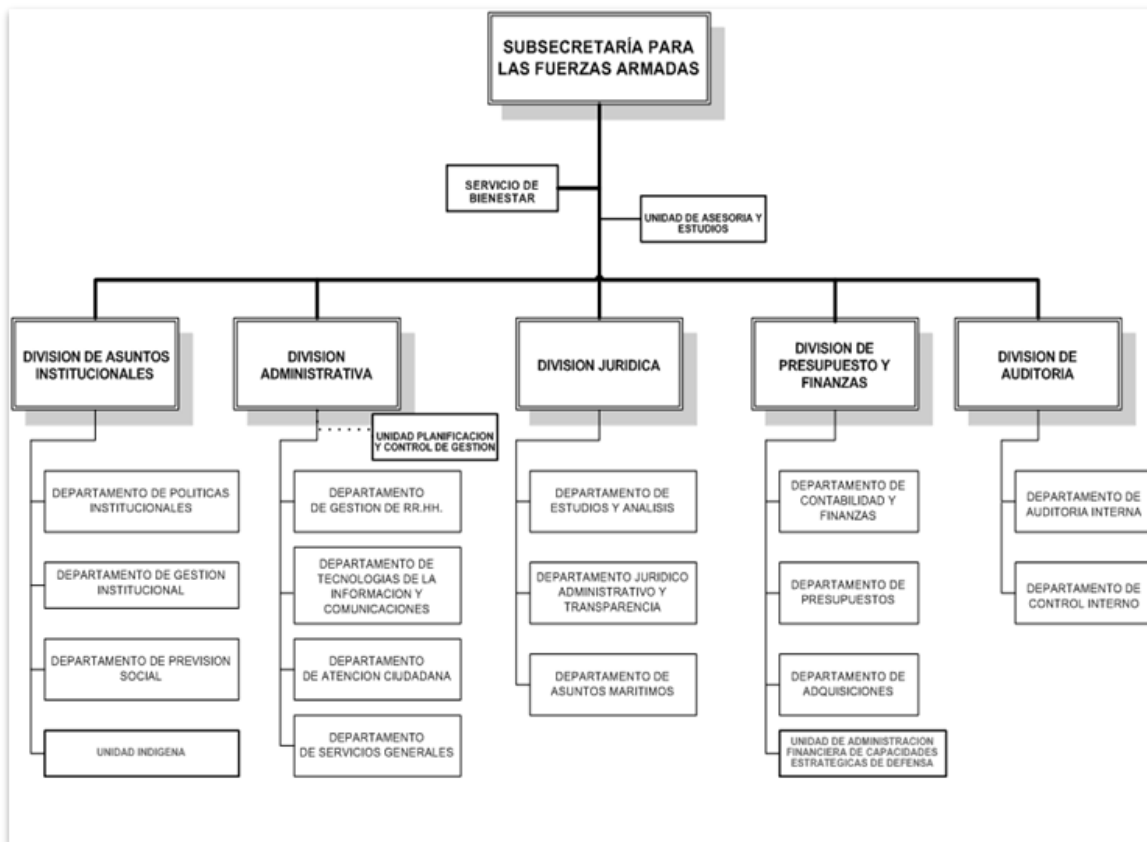 SUBSECRETARÍA PARA
LAS FUERZAS ARMADAS
SERVICIO DE
BIENESTAR
UNIDAD DE ASESORIA Y
ESTUDIOS
DIVISION DE ASUNTOS
INSTITUCIONALES
DIVISION
ADMINISTRATIVA
DIVISION JURIDICA
DIVISION DE
PRESUPUESTO Y
FINANZAS
DIVISION DE
AUDITORIA
UNIDAD PLANIFICACION
Y CONTROL DE GESTION
DEPARTAMENTO DE POLITICAS
INSTITUCIONALES
DEPARTAMENTO DE GESTION
INSTITUCIONAL
DEPARTAMENTO DE PREVISION
SOCIAL
UNIDAD INDIGENA
DEPARTAMENTO
DE GESTION DE RR.HH.
DEPARTAMENTO DE
TECNOLOGIAS DE LA
INFORMACION Y
COMUNICACIONES
DEPARTAMENTO
DE ATENCION CIUDADANA
DEPARTAMENTO
DE SERVICIOS GENERALES
DEPARTAMENTO DE
ESTUDIOS Y ANALISIS
DEPARTAMENTO JURIDICO
ADMINISTRATIVO Y
TRANSPARENCIA
DEPARTAMENTO DE
ASUNTOS MARITIMOS
DEPARTAMENTO DE
CONTABILIDAD Y
FINANZAS
DEPARTAMENTO DE
PRESUPUESTOS
DEPARTAMENTO DE
ADQUISICIONES
UNIDAD DE ADMINISTRACION
FINANCIERA DE CAPACIDADES
ESTRATEGICAS DE DEFENSA
DEPARTAMENTO DE
AUDITORIA INTERNA
DEPARTAMENTO DE
CONTROL INTERNO